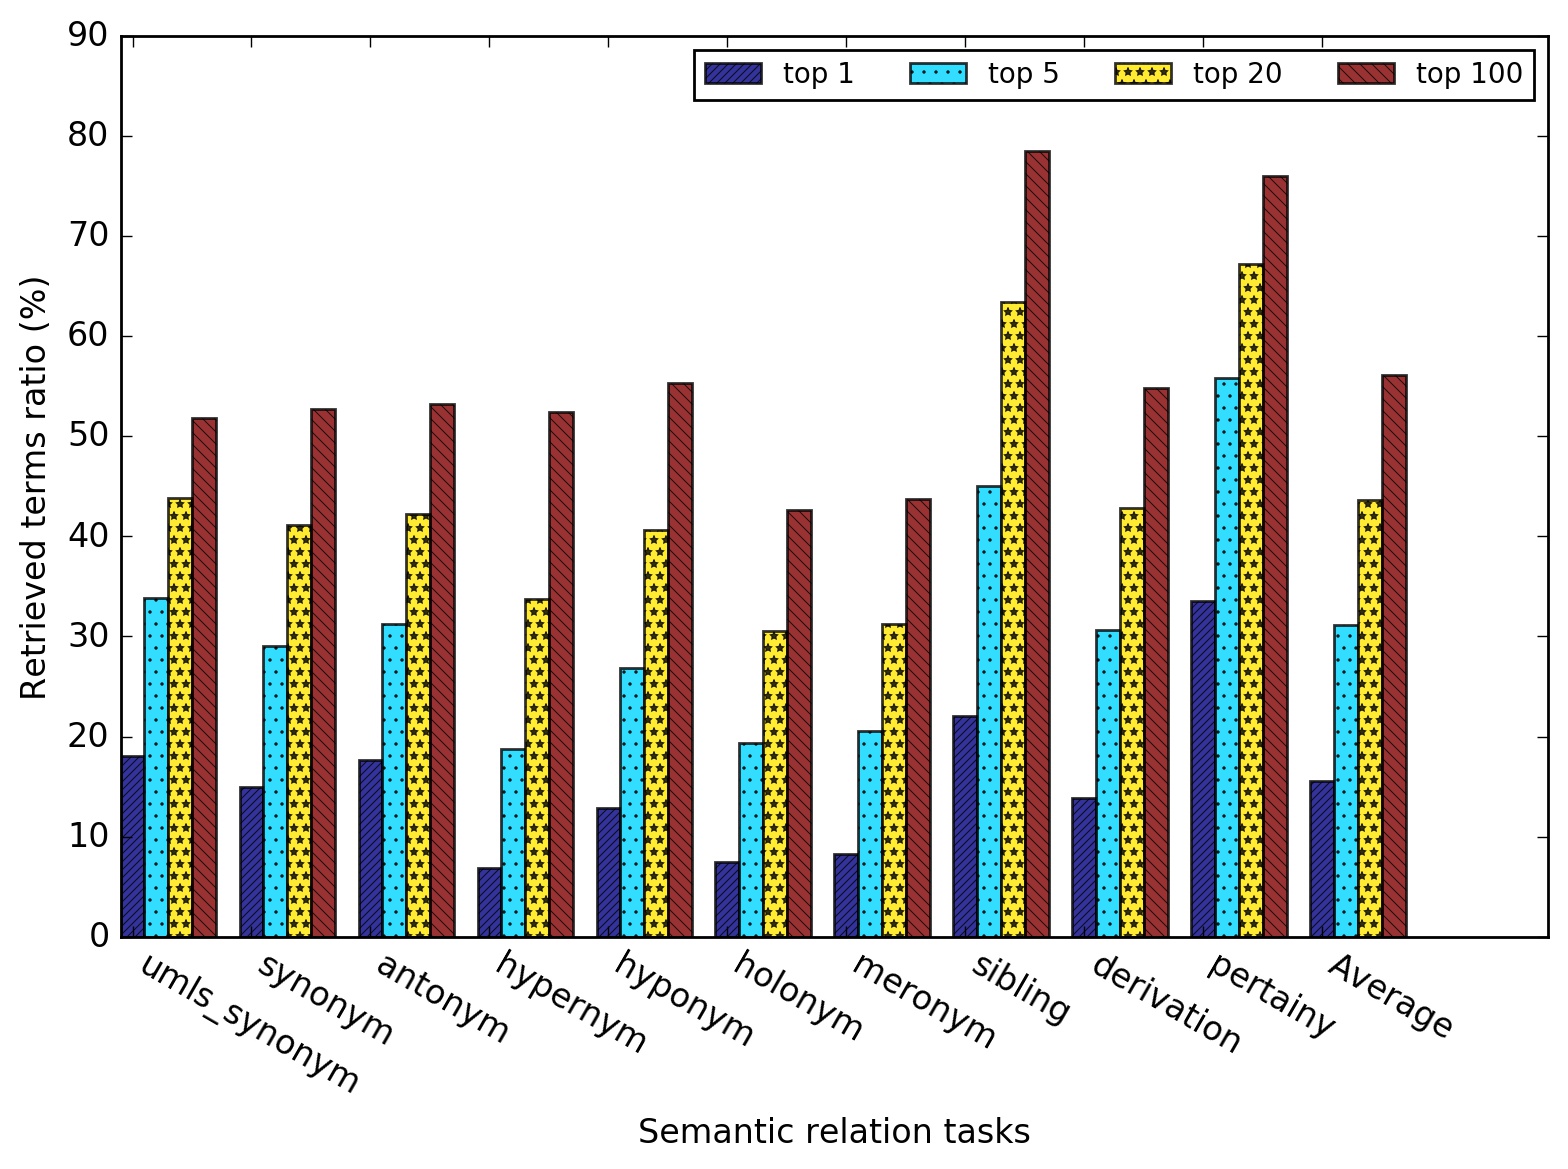 90
80
70
60
50
40
30
20
10
0
Retrieved terms ratio (%)
top 1 top 5 top 20 top 100
umls_synonym synonym antonym hypernym hyponym holonym meronym sibling derivation pertainy Average
Semantic relation tasks